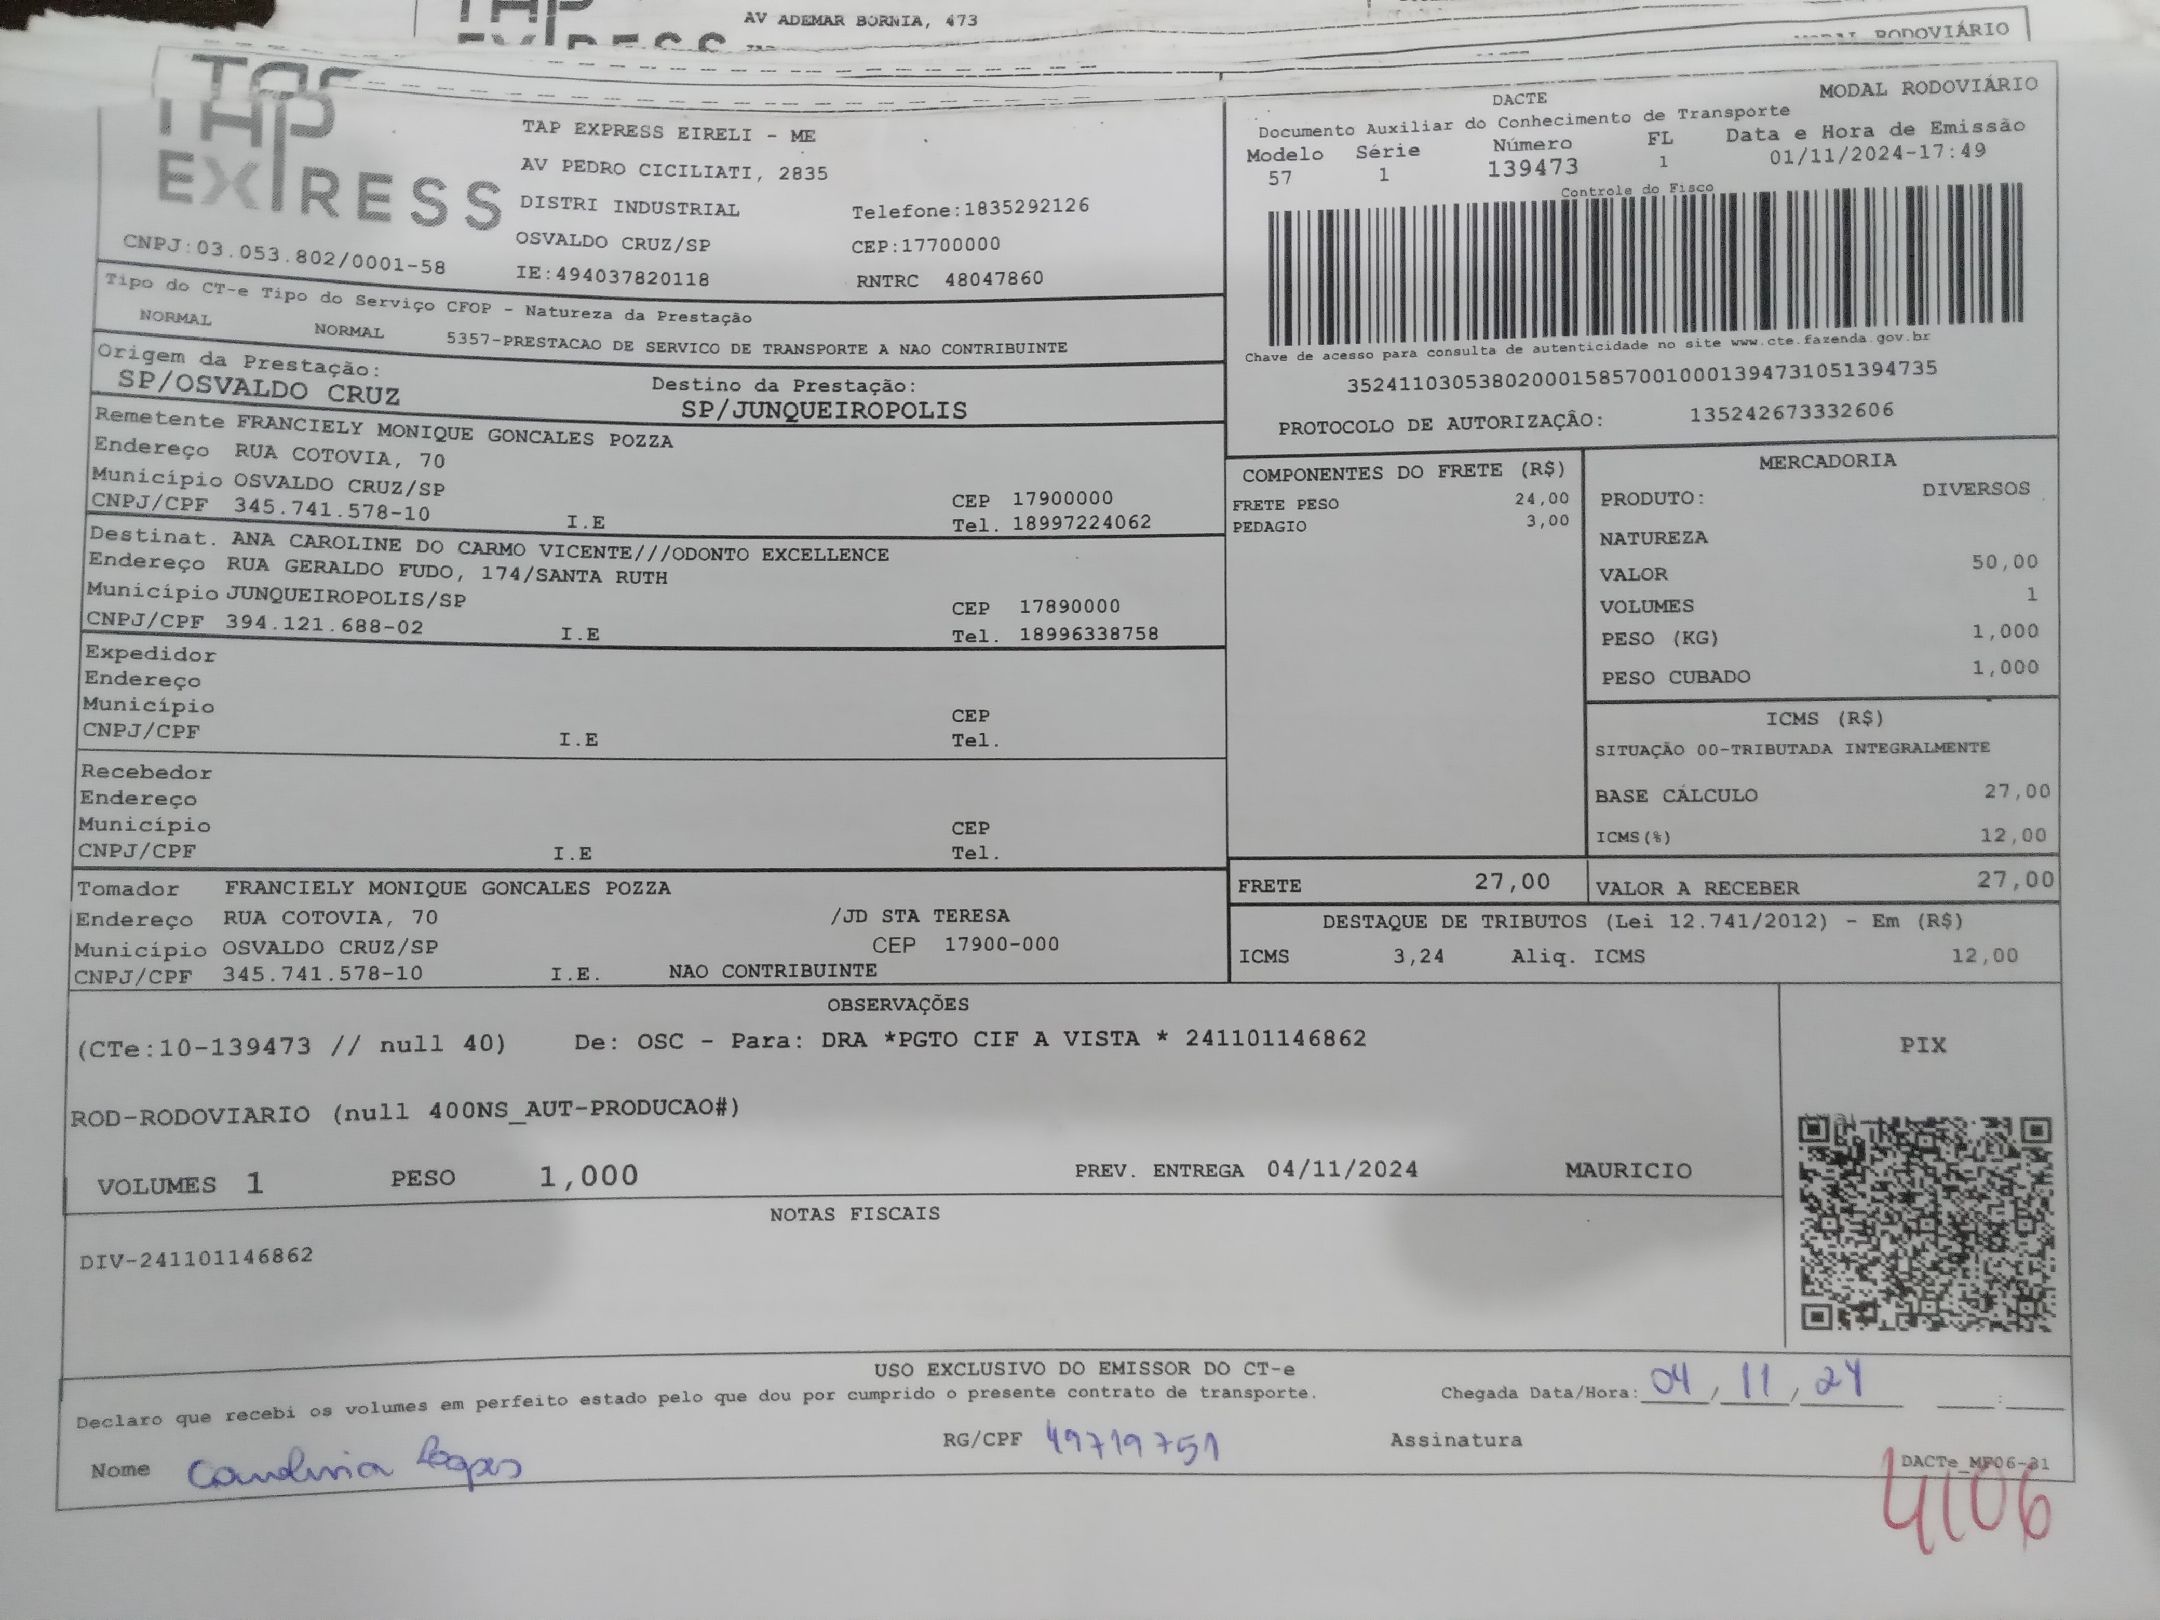 AV ADEMAR BORNIA, 473
RODOVIÁRIO
TAP
EXPRESS
TAP EXPRESS EIRELI - ME
AV PEDRO CICILIATI, 2835
DISTRI INDUSTRIAL Telefone:1835292126
OSVALDO CRUZ/SP CEP:17700000
CNPJ:03.053.802/0001-58 IE:494037820118 RNTRC 48047860
DACTE MODAL RODOVIÁRIO
Documento Auxiliar do Conhecimento de Transporte
Modelo Série Número FL Data e Hora de Emissão
57 1 139473 1 01/11/2024-17:49
Controle do Fisco
Chave de acesso para consulta de autenticidade no site www.cte.fazenda.gov.br
35241103053802000158570010001394731051394735
PROTOCOLO DE AUTORIZAÇÃO: 135242673332606
Tipo do CT-e Tipo do Serviço CFOP - Natureza da Prestação
NORMAL NORMAL 5357-PRESTACAO DE SERVICO DE TRANSPORTE A NAO CONTRIBUINTE
Origem da Prestação: Destino da Prestação:
SP/OSVALDO CRUZ SP/JUNQUEIROPOLIS
Remetente FRANCIELY MONIQUE GONCALES POZZA
Endereço RUA COTOVIA, 70
Município OSVALDO CRUZ/SP CEP 17900000
CNPJ/CPF 345.741.578-10 I.E Tel. 18997224062
Destinat. ANA CAROLINE DO CARMO VICENTE///ODONTO EXCELLENCE
Endereço RUA GERALDO FUDO, 174/SANTA RUTH
Município JUNQUEIROPOLIS/SP CEP 17890000
CNPJ/CPF 394.121.688-02 I.E Tel. 18996338758
Expedidor
Endereço
Município CEP
CNPJ/CPF I.E Tel.
Recebedor
Endereço
Município CEP
CNPJ/CPF I.E Tel.
Tomador FRANCIELY MONIQUE GONCALES POZZA
Endereço RUA COTOVIA, 70 /JD STA TERESA
Município OSVALDO CRUZ/SP CEP 17900-000
CNPJ/CPF 345.741.578-10 I.E. NAO CONTRIBUINTE
COMPONENTES DO FRETE (R$)
FRETE PESO 24,00
PEDAGIO 3,00
MERCADORIA
PRODUTO: DIVERSOS
NATUREZA
VALOR 50,00
VOLUMES 1
PESO (KG) 1,000
PESO CUBADO 1,000
ICMS (R$)
SITUAÇÃO 00-TRIBUTADA INTEGRALMENTE
BASE CÁLCULO 27,00
ICMS(%) 12,00
FRETE 27,00 VALOR A RECEBER 27,00
DESTAQUE DE TRIBUTOS (Lei 12.741/2012) - Em (R$)
ICMS 3,24 Aliq. ICMS 12,00
OBSERVAÇÕES
(CTe:10-139473 // null 40) De: OSC - Para: DRA *PGTO CIF A VISTA * 241101146862
ROD-RODOVIARIO (null 400NS_AUT-PRODUCAO#)
VOLUMES 1 PESO 1,000 PREV. ENTREGA 04/11/2024 MAURICIO
PIX
NOTAS FISCAIS
DIV-241101146862
USO EXCLUSIVO DO EMISSOR DO CT-e
Declaro que recebi os volumes em perfeito estado pelo que dou por cumprido o presente contrato de transporte. Chegada Data/Hora: 04/11/24 :
Nome RG/CPF 49719751 Assinatura
DACTe_MF06-31
4106